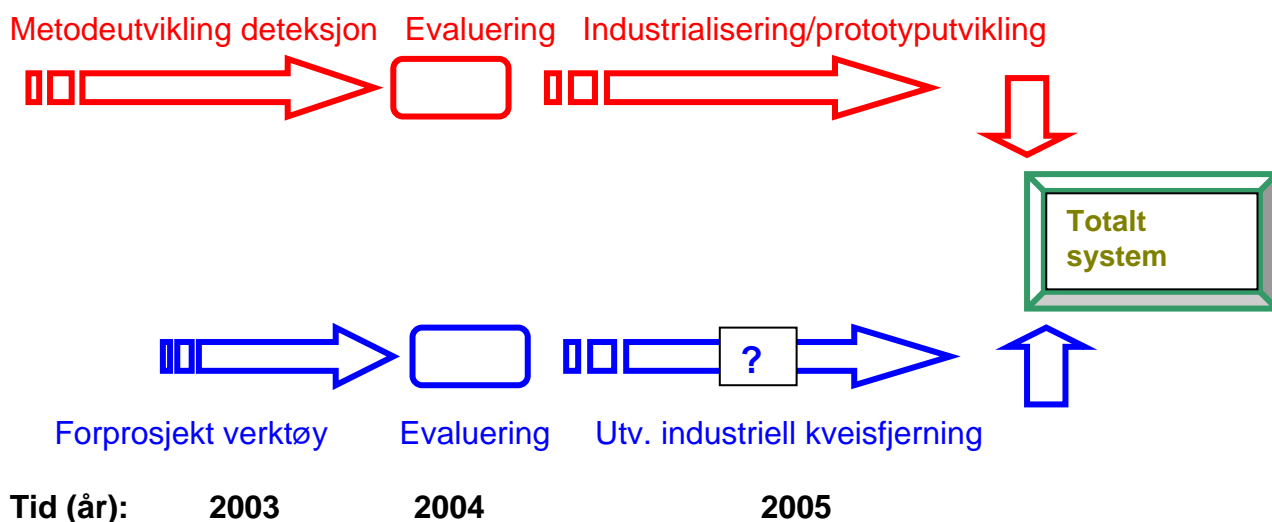 Metodeutvikling deteksjon Evaluering Industrialisering/prototyputvikling
Totalt
system
?
Forprosjekt verktøy Evaluering Utv. industriell kveisfjerning
Tid (år): 2003 2004 2005